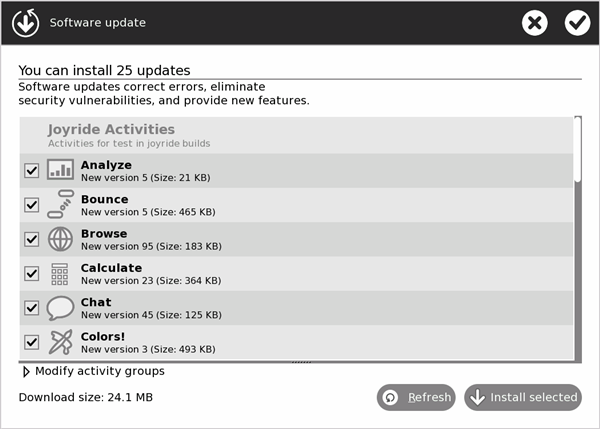 Software update
You can install 25 updates
Software updates correct errors, eliminate
security vulnerabilities, and provide new features.
Joyride Activities
Activities for test in joyride builds
Analyze
New version 5 (Size: 21 KB)
Bounce
New version 5 (Size: 465 KB)
Browse
New version 95 (Size: 183 KB)
Calculate
New version 23 (Size: 364 KB)
Chat
New version 45 (Size: 125 KB)
Colors!
New version 3 (Size: 493 KB)
Modify activity groups
Download size: 24.1 MB
Refresh
Install selected